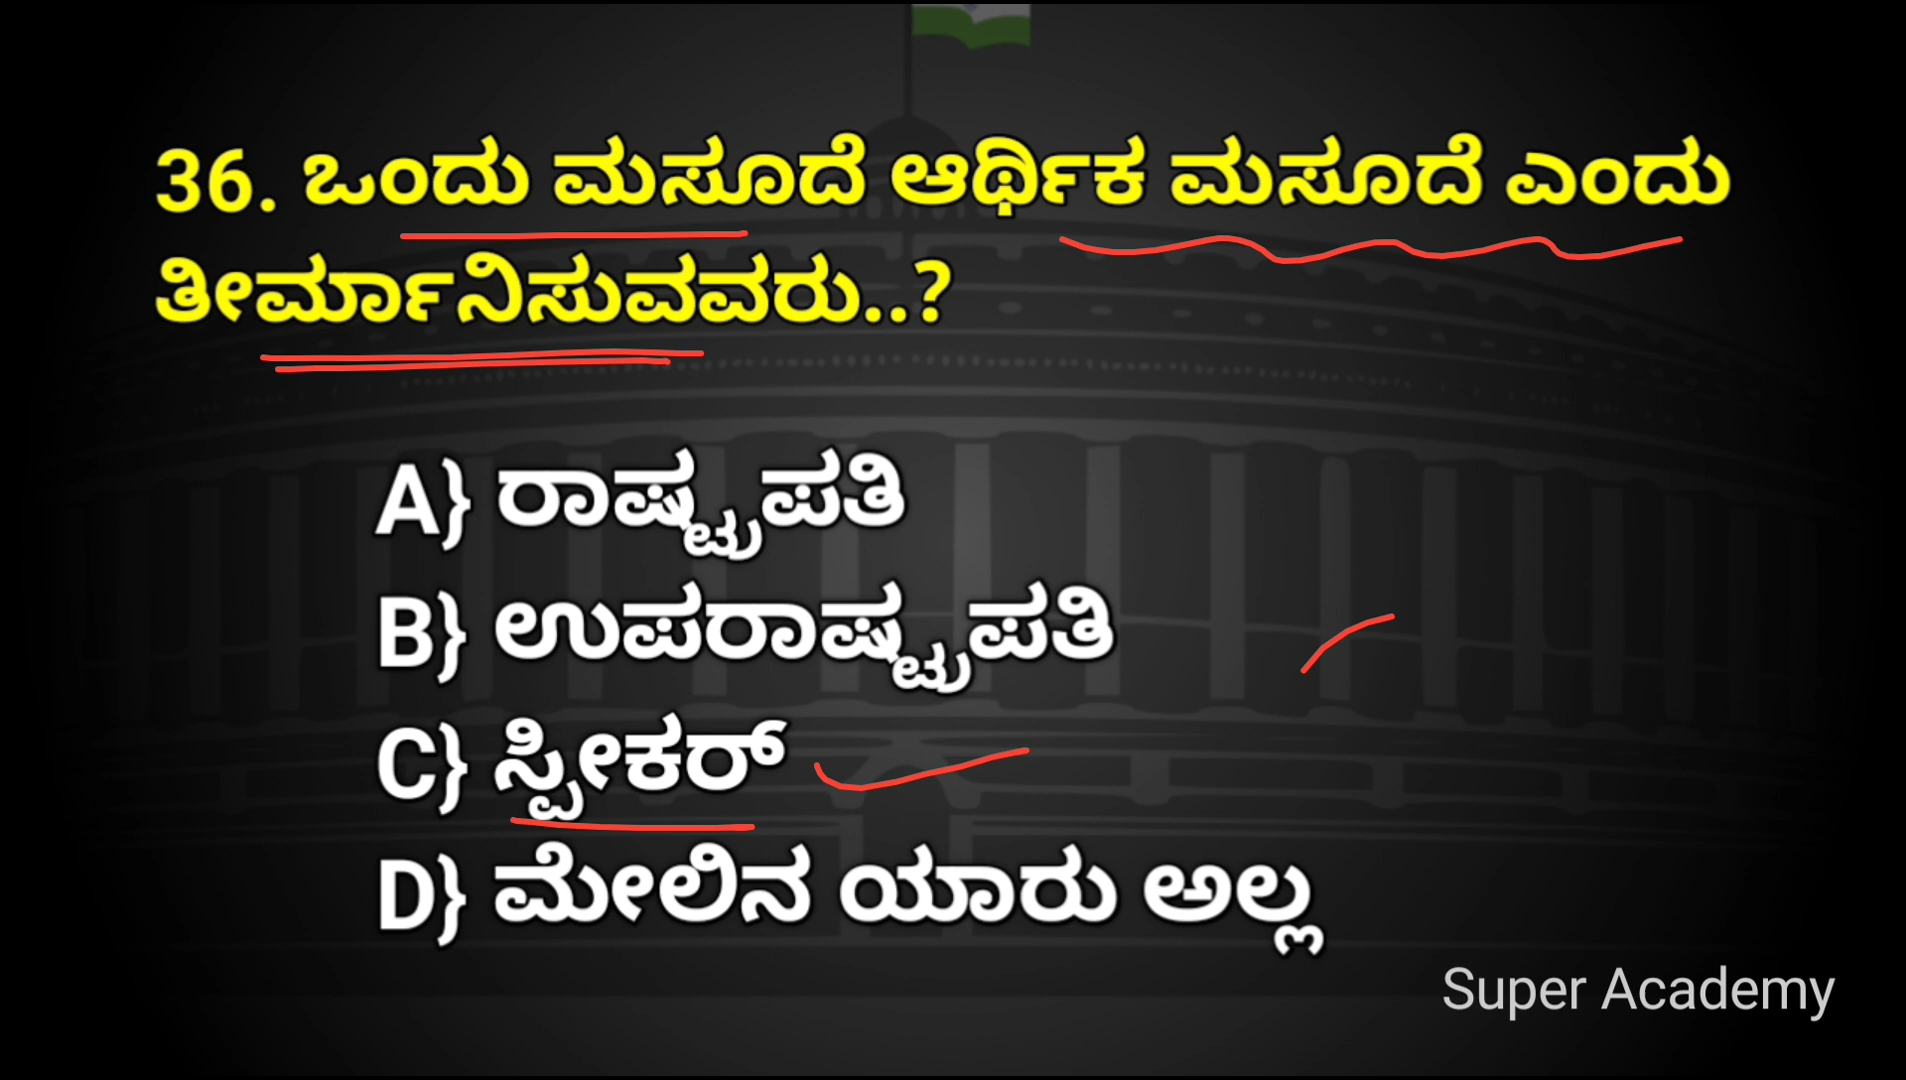 36. ಒಂದು ಮಸೂದೆ ಆರ್ಥಿಕ ಮಸೂದೆ ಎಂದು
ತೀರ್ಮಾನಿಸುವವರು..?
A} ರಾಷ್ಟ್ರಪತಿ
B} ಉಪರಾಷ್ಟ್ರಪತಿ
C} ಸ್ಪೀಕರ್
D} ಮೇಲಿನ ಯಾರು ಅಲ್ಲ
Super Academy